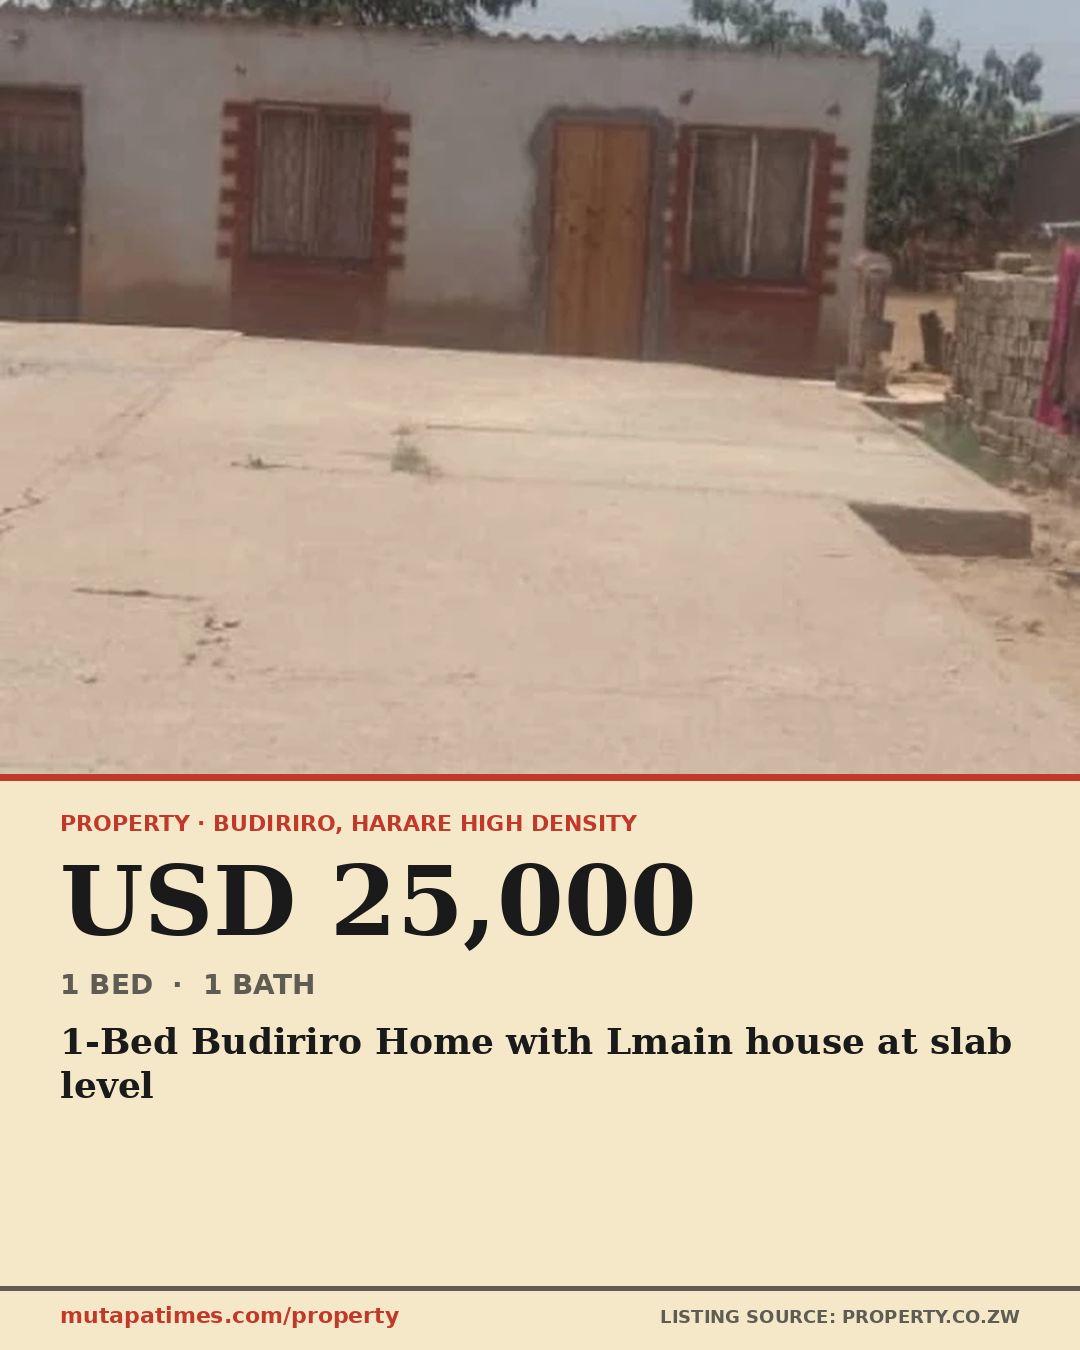 PROPERTY · BUDIRIRO, HARARE HIGH DENSITY
USD 25,000
1 BED · 1 BATH
1-Bed Budiriro Home with Lmain house at slab
level
mutapatimes.com/property
LISTING SOURCE: PROPERTY.CO.ZW